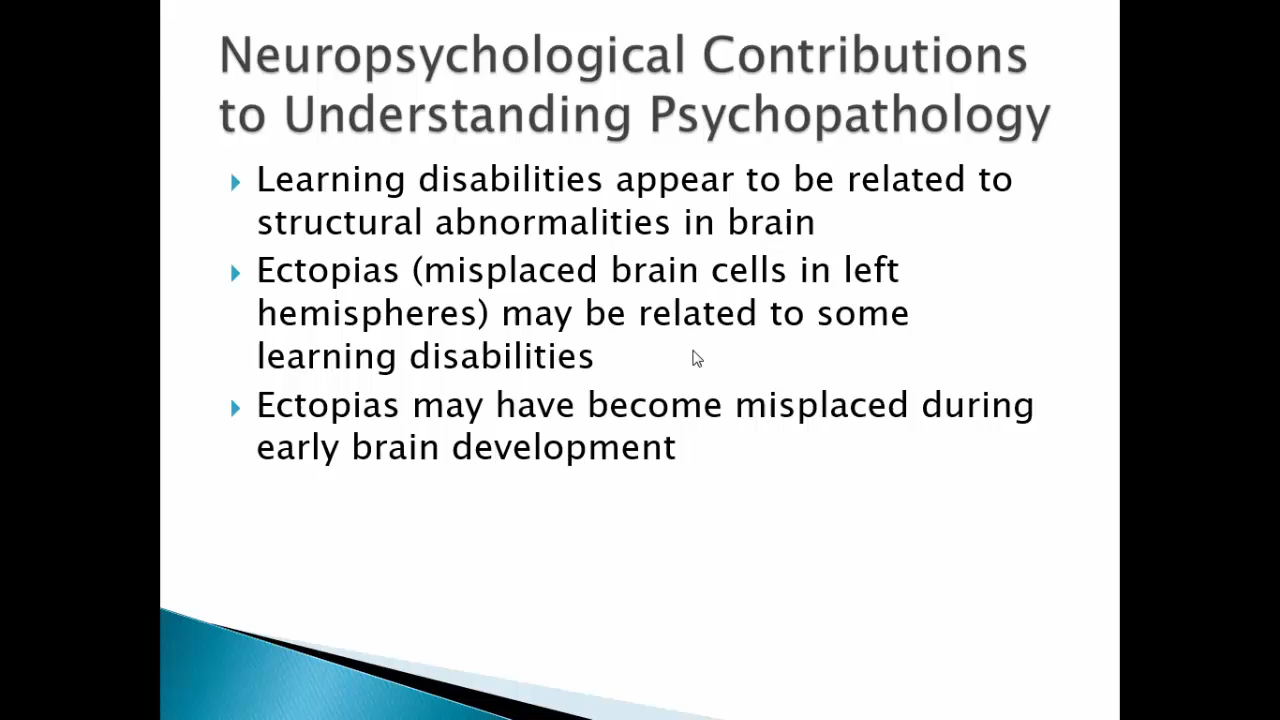 Neuropsychological Contributions
to Understanding Psychopathology
Learning disabilities appear to be related to
structural abnormalities in brain
Ectopias (misplaced brain cells in left
hemispheres) may be related to some
learning disabilities
Ectopias may have become misplaced during
early brain development